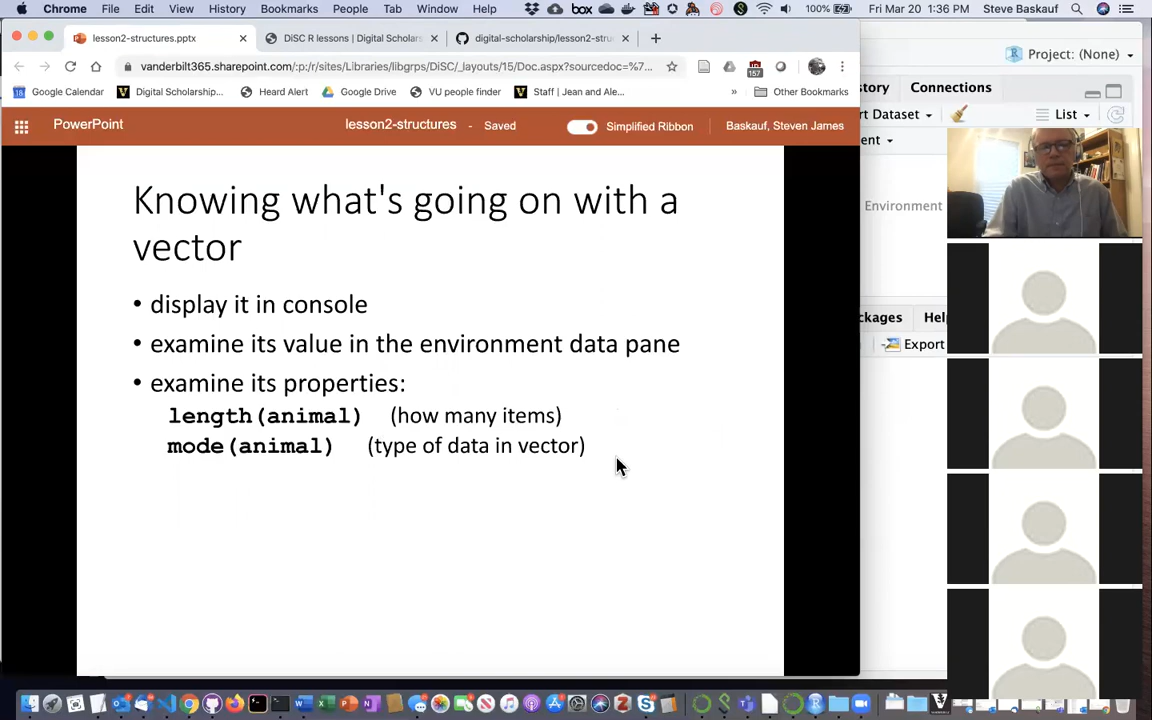 Chrome File Edit View History Bookmarks People Tab Window Help box 100% Fri Mar 20 1:36 PM Steve Baskauf
lesson2-structures.pptx
DiSC R lessons | Digital Scholars
digital-scholarship/lesson2-stru
Project: (None)
vanderbilt365.sharepoint.com/:p:/r/sites/Libraries/libgrps/DiSC/_layouts/15/Doc.aspx?sourcedoc=%7...
157
story Connections
Google Calendar Digital Scholarship... Heard Alert Google Drive VU people finder Staff | Jean and Ale... » Other Bookmarks
rt Dataset List
PowerPoint lesson2-structures - Saved Simplified Ribbon Baskauf, Steven James
ent
Environment
Knowing what's going on with a
vector
• display it in console
• examine its value in the environment data pane
• examine its properties:
length(animal) (how many items)
mode(animal) (type of data in vector)
ckages Help
Export